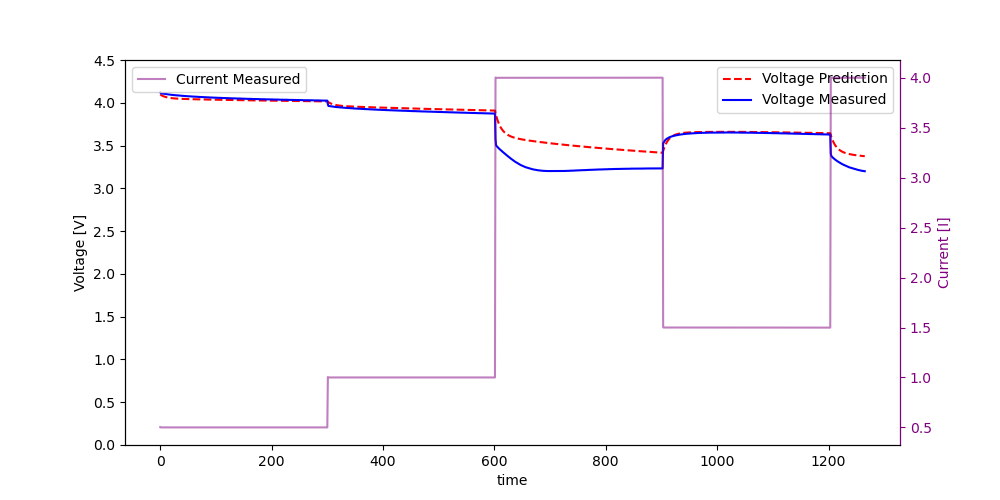 Current Measured
Voltage Prediction
Voltage Measured
4.5
4.0
3.5
3.0
2.5
2.0
1.5
1.0
0.5
0.0
Voltage [V]
4.0
3.5
3.0
2.5
2.0
1.5
1.0
0.5
Current [I]
0 200 400 600 800 1000 1200
time